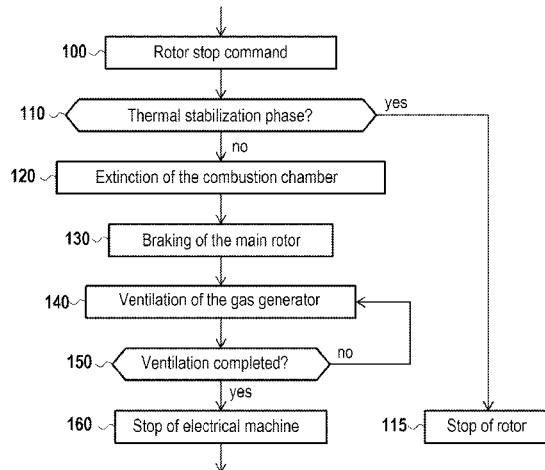 100 Rotor stop command
110 Thermal stabilization phase? yes
no
120 Extinction of the combustion chamber
130 Braking of the main rotor
140 Ventilation of the gas generator
150 Ventilation completed? no
yes
160 Stop of electrical machine
115 Stop of rotor